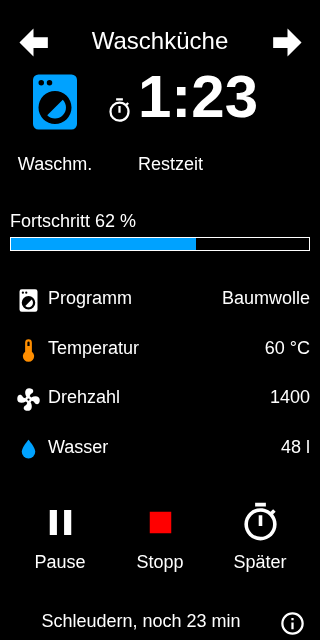 Waschküche
1:23
Waschm. Restzeit
Fortschritt 62 %
Programm Baumwolle
Temperatur 60 °C
Drehzahl 1400
Wasser 48 l
Pause Stopp Später
Schleudern, noch 23 min